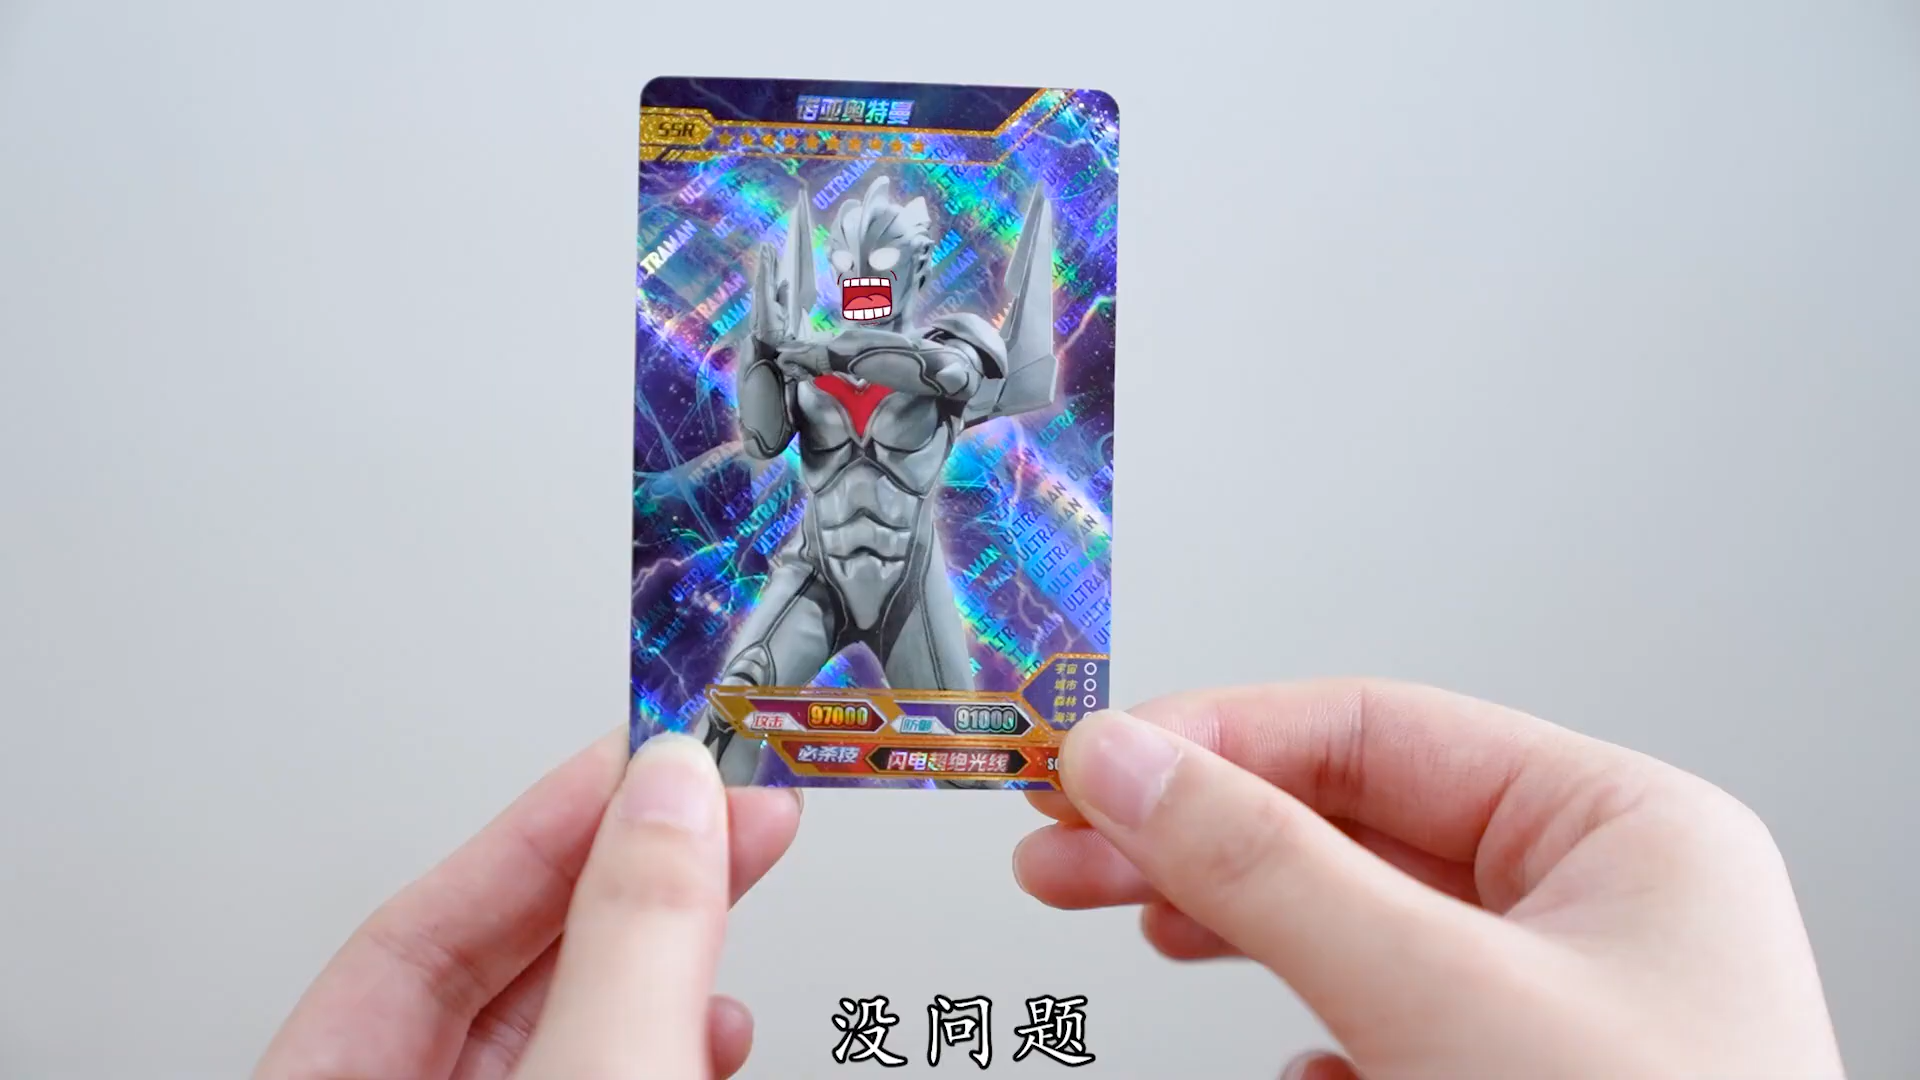 诺亚奥特曼
SSR
ULTRAMAN
宇宙
城市
森林
海洋
攻击 97000 防御 91000
必杀技 闪电超绝光线
没问题